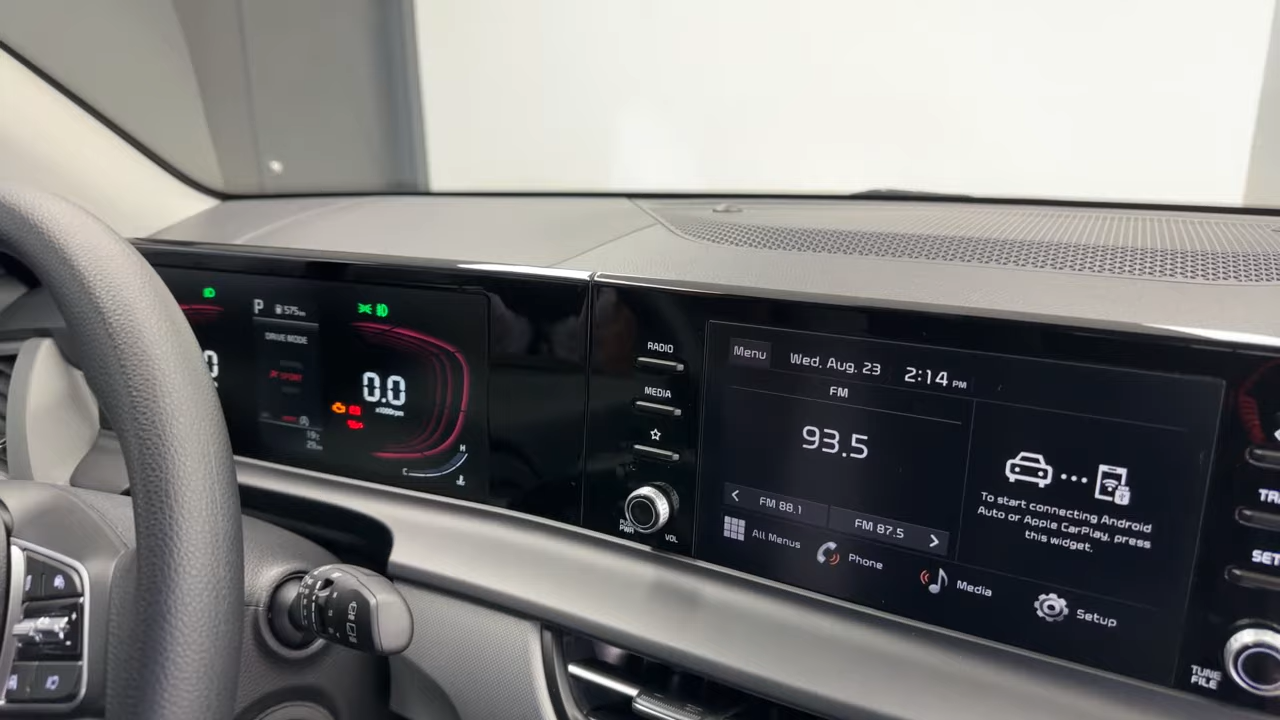 P 575km
DRIVE MODE
SPORT
0.0
x1000rpm
H
C
RADIO
MEDIA
PUSH
PWR
VOL
Menu
Wed, Aug. 23
2:14 PM
FM
93.5
FM 88.1
FM 87.5
To start connecting Android
Auto or Apple CarPlay, press
this widget.
All Menus
Phone
Media
Setup
TUNE
FILE